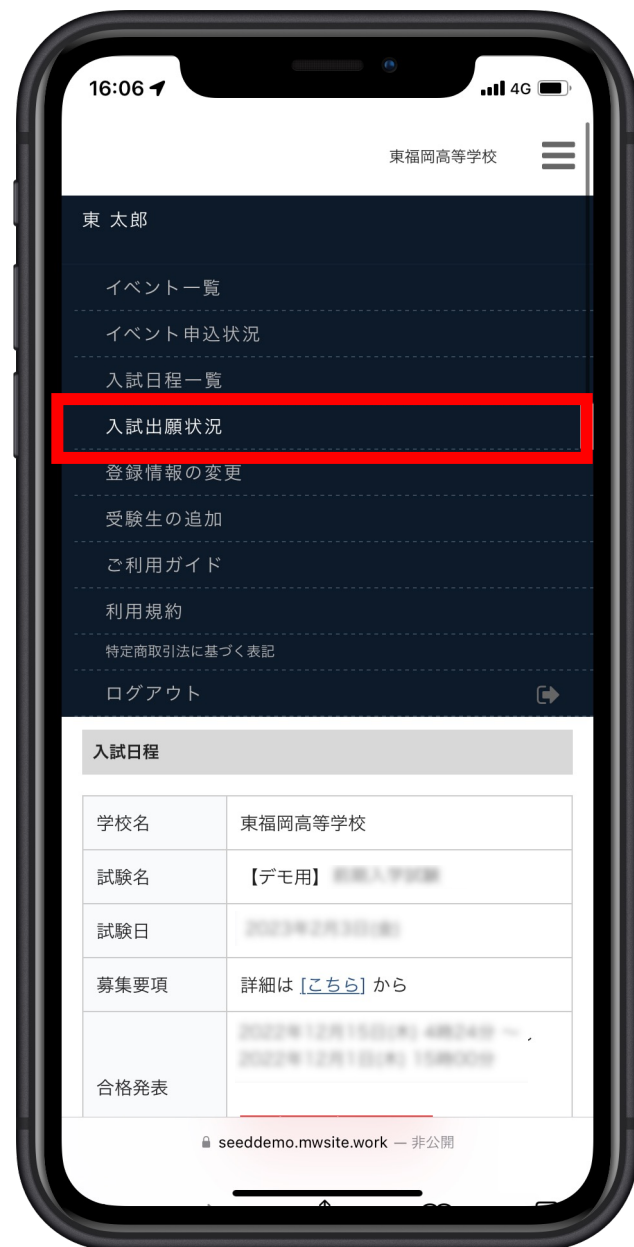 16:06
4G
東福岡高等学校
東 太郎
イベント一覧
イベント申込状況
入試日程一覧
入試出願状況
登録情報の変更
受験生の追加
ご利用ガイド
利用規約
特定商取引法に基づく表記
ログアウト
入試日程
学校名 東福岡高等学校
試験名 【デモ用】
試験日
募集要項 詳細は [こちら] から
合格発表
seeddemo.mwsite.work — 非公開